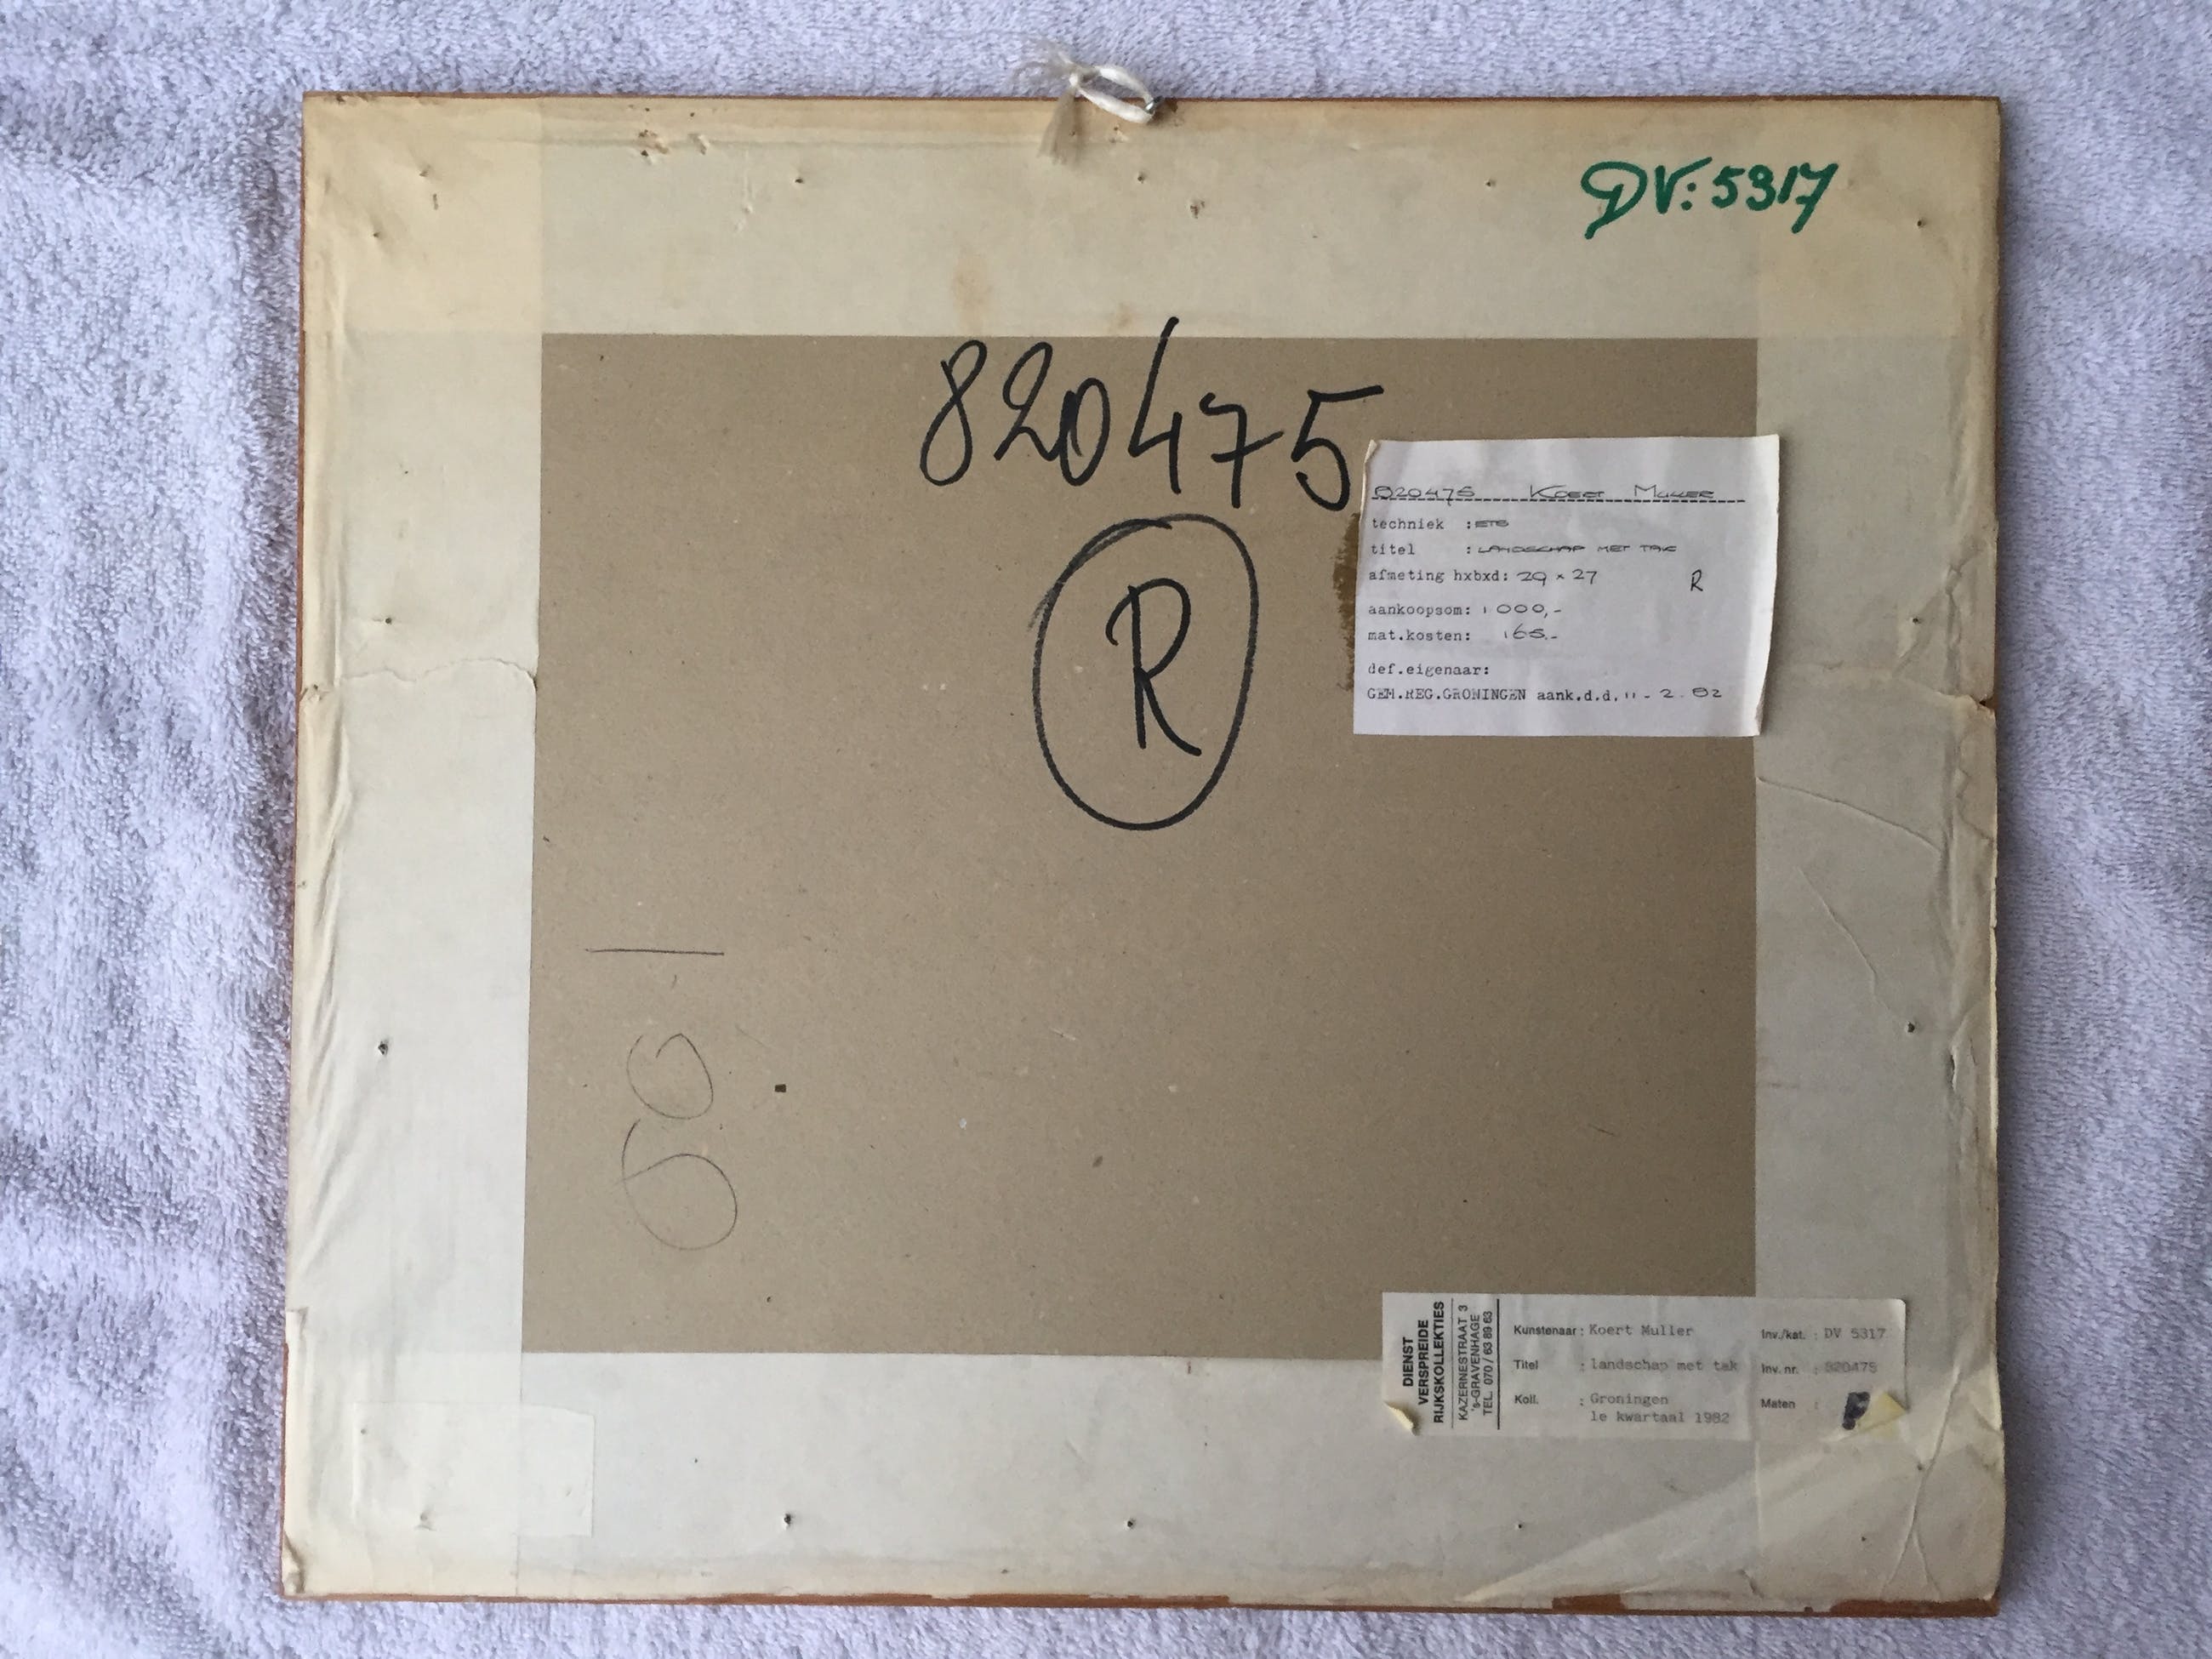 DV: 5317
820475
R
820475 KOERT MULLER
techniek : ETS
titel : LANDSCHAP MET TAK
afmeting hxbxd: 29 x 27
R
aankoopsom: 1000,-
mat.kosten: 165,-
def.eigenaar:
GEM.REG.GRONINGEN aank.d.d. 11-2-82
DIENST
VERSPREIDE
RIJKSKOLLEKTIES
KAZERNESTRAAT 3
's-GRAVENHAGE
TEL. 070 / 63 89 63
Kunstenaar : Koert Muller
Titel : landschap met tak
Koll. : Groningen
1e kwartaal 1982
Inv./kat. : DV 5317
Inv. nr. : 820475
Maten :